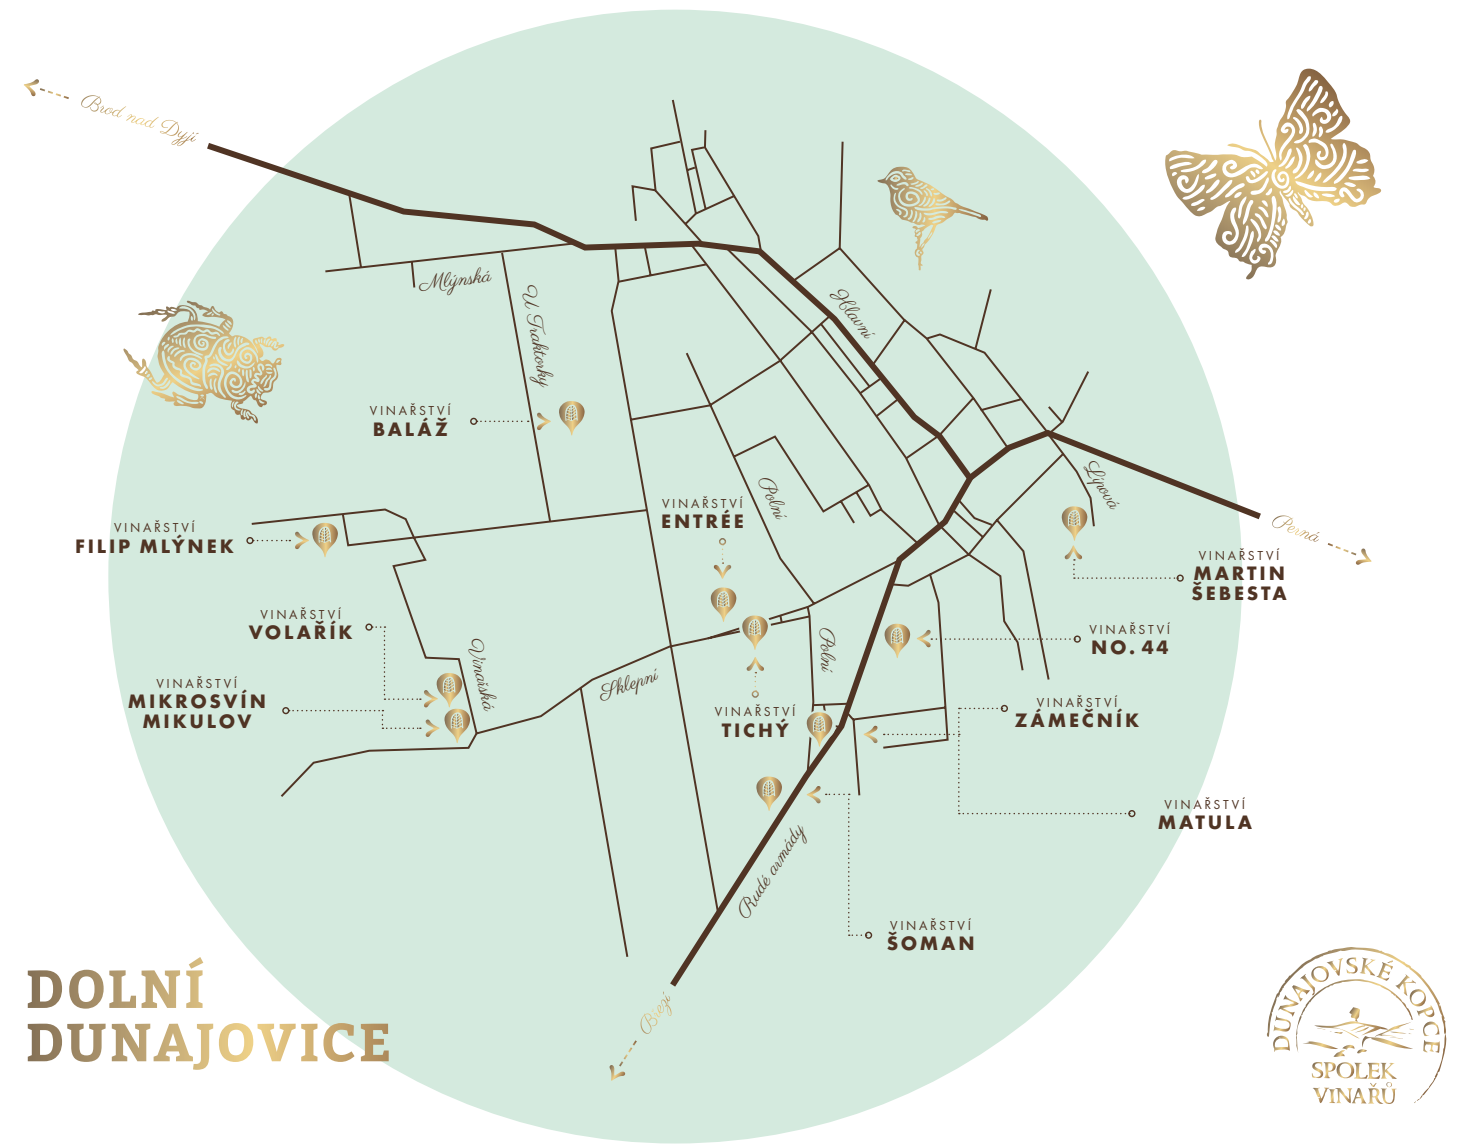 Brod nad Dyjí
Mlýnská
U Traktorky
Hlavní
VINAŘSTVÍ
BALÁŽ
Polní
Lipová
VINAŘSTVÍ
ENTRÉE
VINAŘSTVÍ
FILIP MLÝNEK
Perná
VINAŘSTVÍ
MARTIN
ŠEBESTA
VINAŘSTVÍ
VOLAŘÍK
VINAŘSTVÍ
NO. 44
Polní
Vinařská
Sklepní
VINAŘSTVÍ
MIKROSVÍN
MIKULOV
VINAŘSTVÍ
TICHÝ
VINAŘSTVÍ
ZÁMEČNÍK
VINAŘSTVÍ
MATULA
Rudé armády
VINAŘSTVÍ
ŠOMAN
Březí
DOLNÍ
DUNAJOVICE
DUNAJOVSKÉ KOPCE
SPOLEK
VINAŘŮ